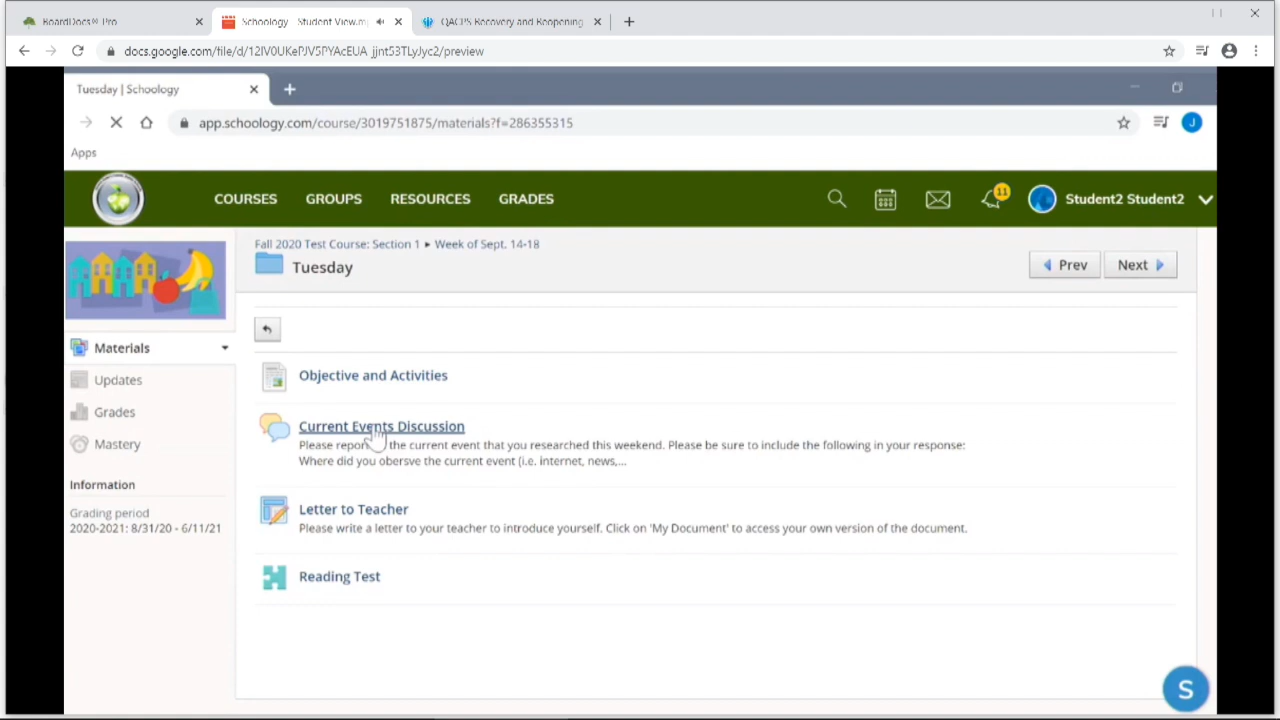 BoardDocs® Pro
Schoology - Student View.mp
QACPS Recovery and Reopening
docs.google.com/file/d/12IV0UKePJV5PYAcEUA_jjnt53TLyJyc2/preview
Tuesday | Schoology
app.schoology.com/course/3019751875/materials?f=286355315
J
Apps
COURSES GROUPS RESOURCES GRADES 11 Student2 Student2
Fall 2020 Test Course: Section 1 ▸ Week of Sept. 14-18
Tuesday
Prev Next
Materials
Updates
Grades
Mastery
Information
Grading period
2020-2021: 8/31/20 - 6/11/21
Objective and Activities
Current Events Discussion
Please report the current event that you researched this weekend. Please be sure to include the following in your response:
Where did you obersve the current event (i.e. internet, news,...
Letter to Teacher
Please write a letter to your teacher to introduce yourself. Click on 'My Document' to access your own version of the document.
Reading Test
S